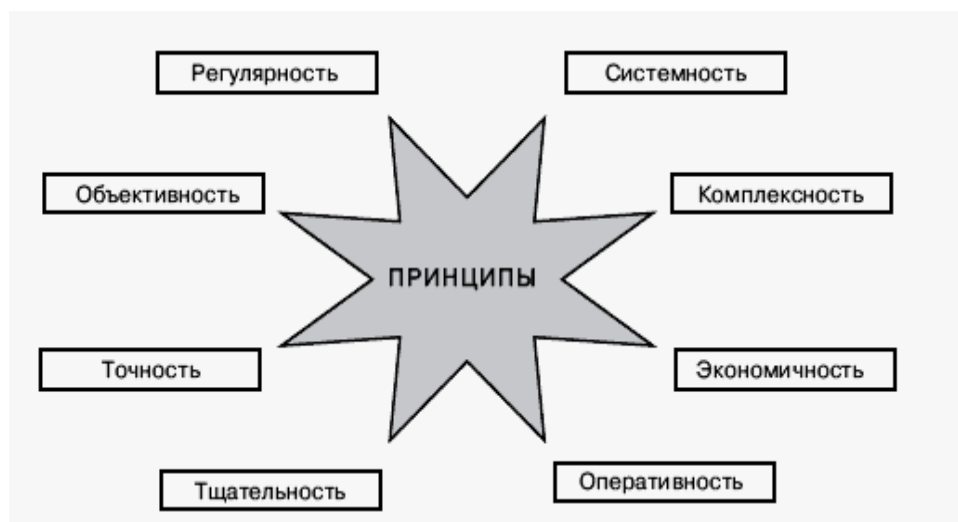 Регулярность
Системность
Объективность
Комплексность
ПРИНЦИПЫ
Точность
Экономичность
Тщательность
Оперативность